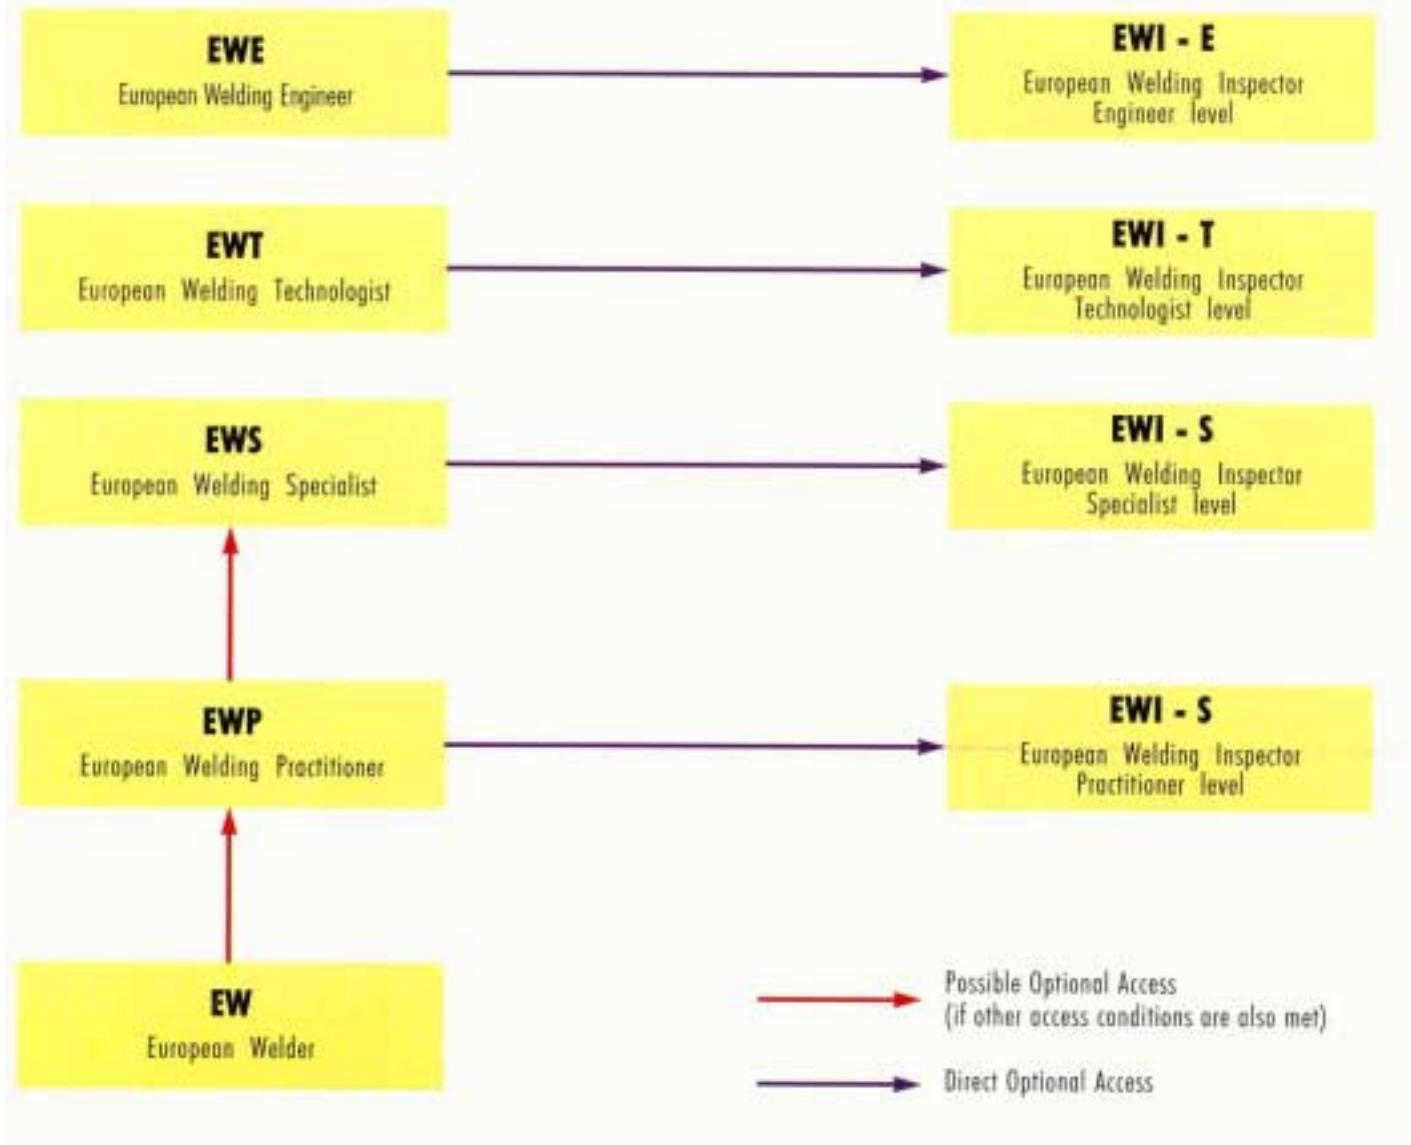 EWE
European Welding Engineer
EWI - E
European Welding Inspector
Engineer level
EWT
European Welding Technologist
EWI - T
European Welding Inspector
Technologist level
EWS
European Welding Specialist
EWI - S
European Welding Inspector
Specialist level
EWP
European Welding Practitioner
EWI - S
European Welding Inspector
Practitioner level
EW
European Welder
Possible Optional Access
(if other access conditions are also met)
Direct Optional Access